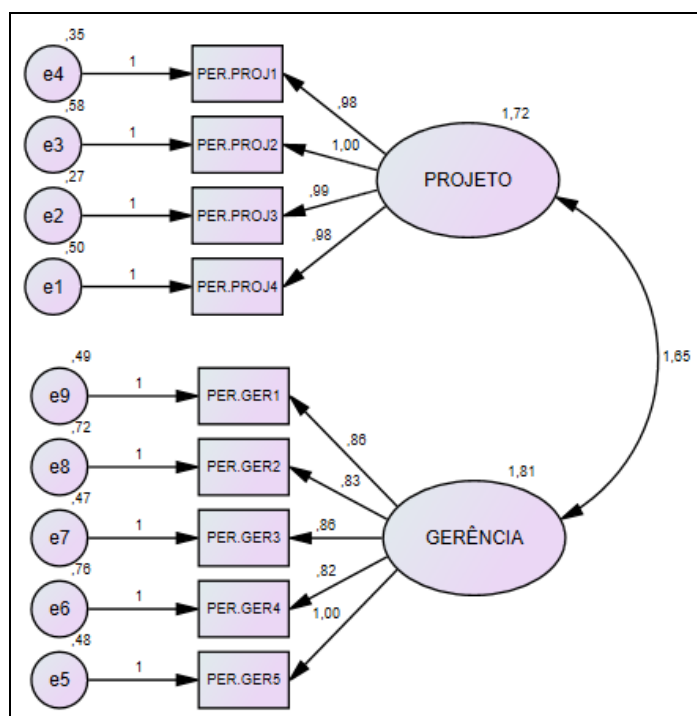 ,35
e4 1 PER.PROJ1
,98
,58
e3 1 PER.PROJ2
1,00
1,72
PROJETO
,27
e2 1 PER.PROJ3
,99
,50
e1 1 PER.PROJ4
,98
1,65
,49
e9 1 PER.GER1
,86
,72
e8 1 PER.GER2
,83
1,81
GERÊNCIA
,47
e7 1 PER.GER3
,86
,76
e6 1 PER.GER4
,82
,48
e5 1 PER.GER5
1,00